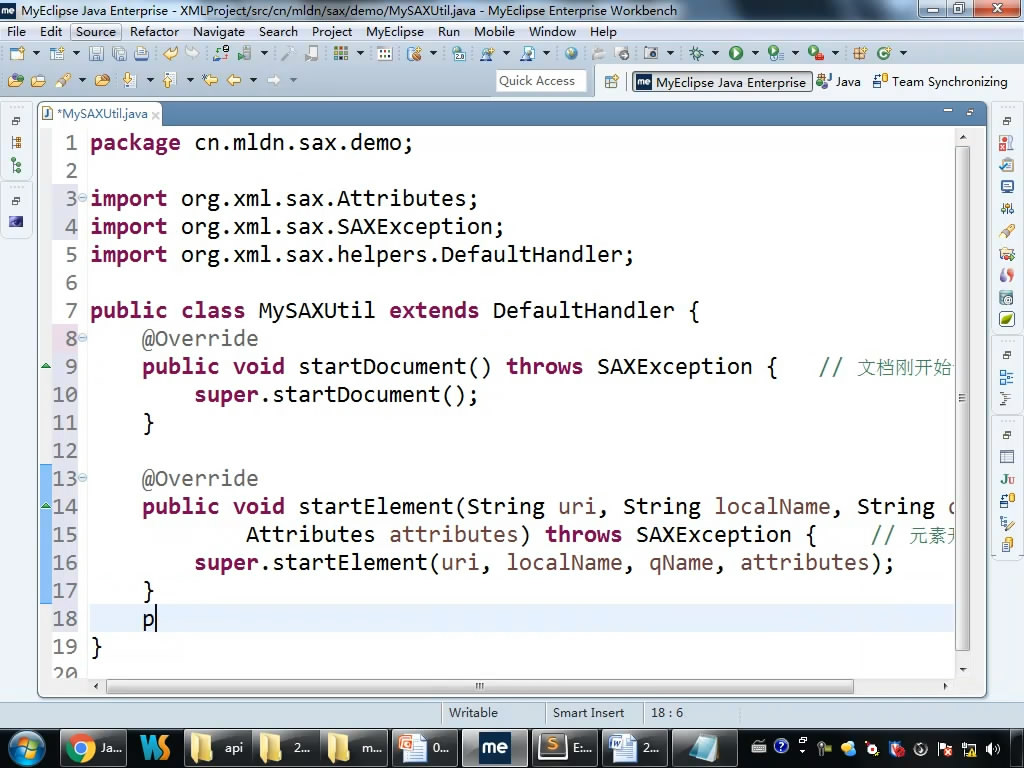 MyEclipse Java Enterprise - XMLProject/src/cn/mldn/sax/demo/MySAXUtil.java - MyEclipse Enterprise Workbench
File Edit Source Refactor Navigate Search Project MyEclipse Run Mobile Window Help
Quick Access
me MyEclipse Java Enterprise
Java
Team Synchronizing
*MySAXUtil.java
1 package cn.mldn.sax.demo;
2
3 import org.xml.sax.Attributes;
4 import org.xml.sax.SAXException;
5 import org.xml.sax.helpers.DefaultHandler;
6
7 public class MySAXUtil extends DefaultHandler {
8 @Override
9 public void startDocument() throws SAXException { // 文档刚开始
10 super.startDocument();
11 }
12
13 @Override
14 public void startElement(String uri, String localName, String
15 Attributes attributes) throws SAXException { // 元素
16 super.startElement(uri, localName, qName, attributes);
17 }
18 p
19 }
20
Writable
Smart Insert
18 : 6
Ja...
api
2...
m...
0...
me
E:...
2...